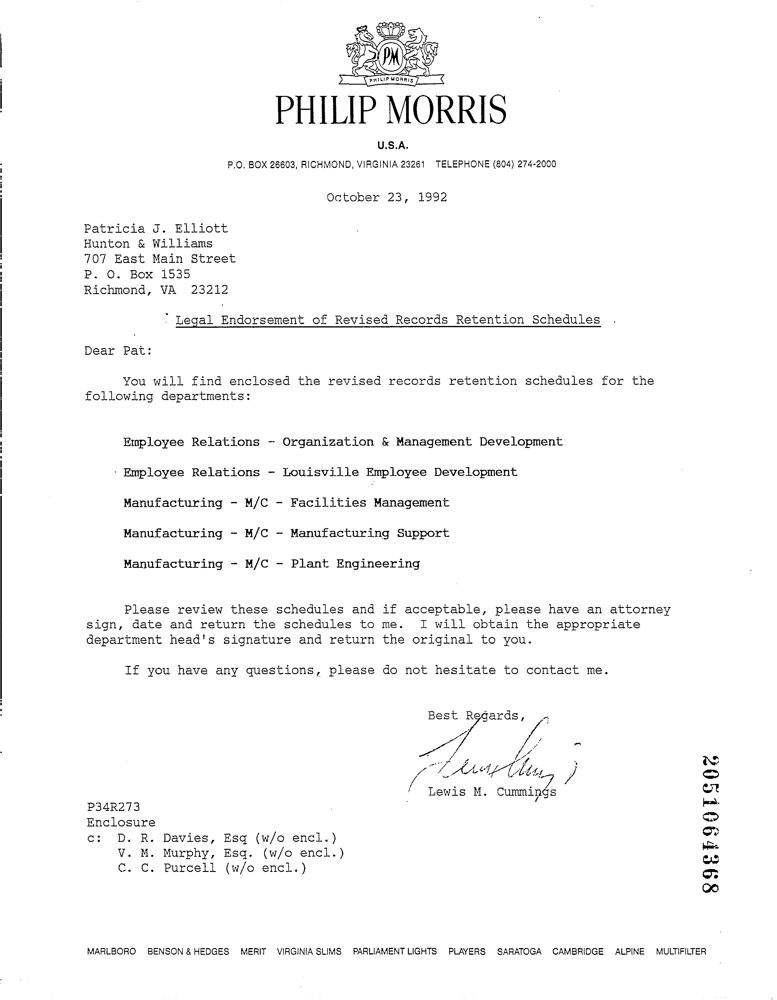 PM
PHILIP MORRIS
PHILIP MORRIS
U.S.A.
P.O. BOX 26603, RICHMOND, VIRGINIA 23261 TELEPHONE (804) 274-2000
October 23, 1992
Patricia J. Elliott
Hunton & Williams
707 East Main Street
P. O. Box 1535
Richmond, VA 23212
Legal Endorsement of Revised Records Retention Schedules
Dear Pat:
You will find enclosed the revised records retention schedules for the
following departments:
Employee Relations - Organization & Management Development
Employee Relations - Louisville Employee Development
Manufacturing - M/C - Facilities Management
Manufacturing - M/C - Manufacturing Support
Manufacturing - M/C - Plant Engineering
Please review these schedules and if acceptable, please have an attorney
sign, date and return the schedules to me. I will obtain the appropriate
department head's signature and return the original to you.
If you have any questions, please do not hesitate to contact me.
Best Regards,
Lewis M. Cummings
P34R273
Enclosure
c: D. R. Davies, Esq (w/o encl.)
V. M. Murphy, Esq. (w/o encl.)
C. C. Purcell (w/o encl.)
2051064368
MARLBORO BENSON & HEDGES MERIT VIRGINIA SLIMS PARLIAMENT LIGHTS PLAYERS SARATOGA CAMBRIDGE ALPINE MULTIFILTER